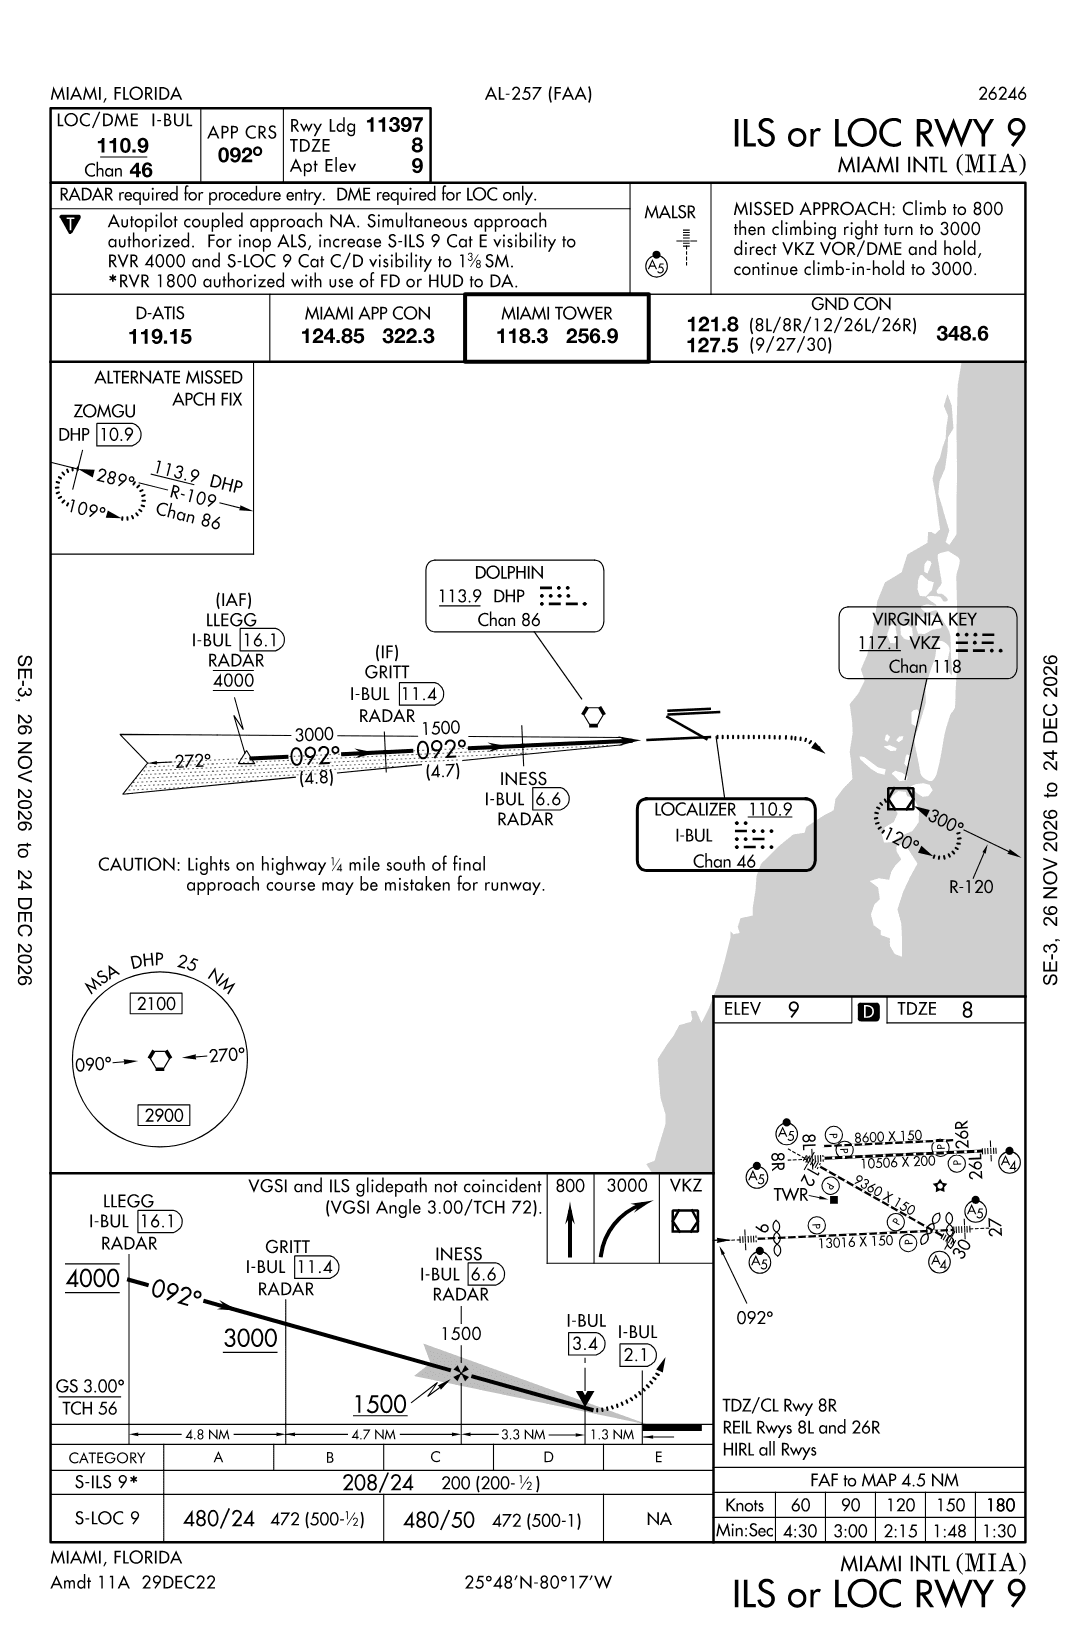 MIAMI, FLORIDA
AL-257 (FAA)
26246
LOC/DME I-BUL
110.9
Chan 46
APP CRS
092°
Rwy Ldg 11397
TDZE 8
Apt Elev 9
ILS or LOC RWY 9
MIAMI INTL (MIA)
RADAR required for procedure entry. DME required for LOC only.
T
Autopilot coupled approach NA. Simultaneous approach
authorized. For inop ALS, increase S-ILS 9 Cat E visibility to
RVR 4000 and S-LOC 9 Cat C/D visibility to 1⅜ SM.
*RVR 1800 authorized with use of FD or HUD to DA.
MALSR
A5
MISSED APPROACH: Climb to 800
then climbing right turn to 3000
direct VKZ VOR/DME and hold,
continue climb-in-hold to 3000.
D-ATIS
119.15
MIAMI APP CON
124.85 322.3
MIAMI TOWER
118.3 256.9
GND CON
121.8 (8L/8R/12/26L/26R)
127.5 (9/27/30)
348.6
ALTERNATE MISSED
APCH FIX
ZOMGU
DHP 10.9
289°
109°
113.9 DHP
R-109
Chan 86
DOLPHIN
113.9 DHP
Chan 86
(IAF)
LLEGG
I-BUL 16.1
RADAR
4000
(IF)
GRITT
I-BUL 11.4
RADAR
VIRGINIA KEY
117.1 VKZ
Chan 118
272°
3000
092°
(4.8)
1500
092°
(4.7)
INESS
I-BUL 6.6
RADAR
LOCALIZER 110.9
I-BUL
Chan 46
300°
120°
R-120
CAUTION: Lights on highway ¼ mile south of final
approach course may be mistaken for runway.
SE-3, 26 NOV 2026 to 24 DEC 2026
SE-3, 26 NOV 2026 to 24 DEC 2026
MSA DHP 25 NM
2100
090°
270°
2900
ELEV 9
D
TDZE 8
A5
8L
P
8600 X 150
P
P
26R
8R
10506 X 200
P
26L
A4
A5
12
P
TWR
9360 X 150
A5
9
P
P
27
13016 X 150
P
30
A5
A4
092°
TDZ/CL Rwy 8R
REIL Rwys 8L and 26R
HIRL all Rwys
VGSI and ILS glidepath not coincident
(VGSI Angle 3.00/TCH 72).
800
3000
VKZ
LLEGG
I-BUL 16.1
RADAR
4000
092°
GRITT
I-BUL 11.4
RADAR
3000
INESS
I-BUL 6.6
RADAR
1500
1500
I-BUL
3.4
I-BUL
2.1
GS 3.00°
TCH 56
4.8 NM
4.7 NM
3.3 NM
1.3 NM
CATEGORY A B C D E
S-ILS 9* 208/24 200 (200-½)
S-LOC 9 480/24 472 (500-½) 480/50 472 (500-1) NA
FAF to MAP 4.5 NM
Knots 60 90 120 150 180
Min:Sec 4:30 3:00 2:15 1:48 1:30
MIAMI, FLORIDA
Amdt 11A 29DEC22
25°48'N-80°17'W
MIAMI INTL (MIA)
ILS or LOC RWY 9